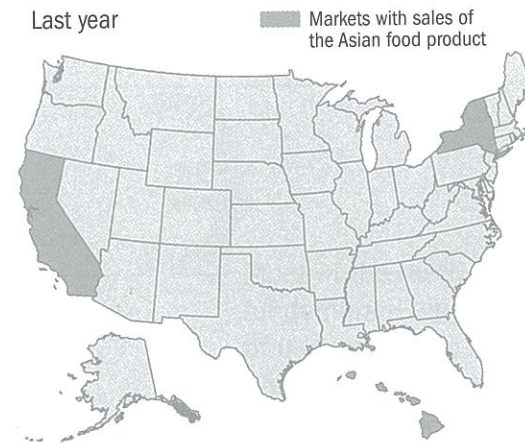 Last year
Markets with sales of
the Asian food product